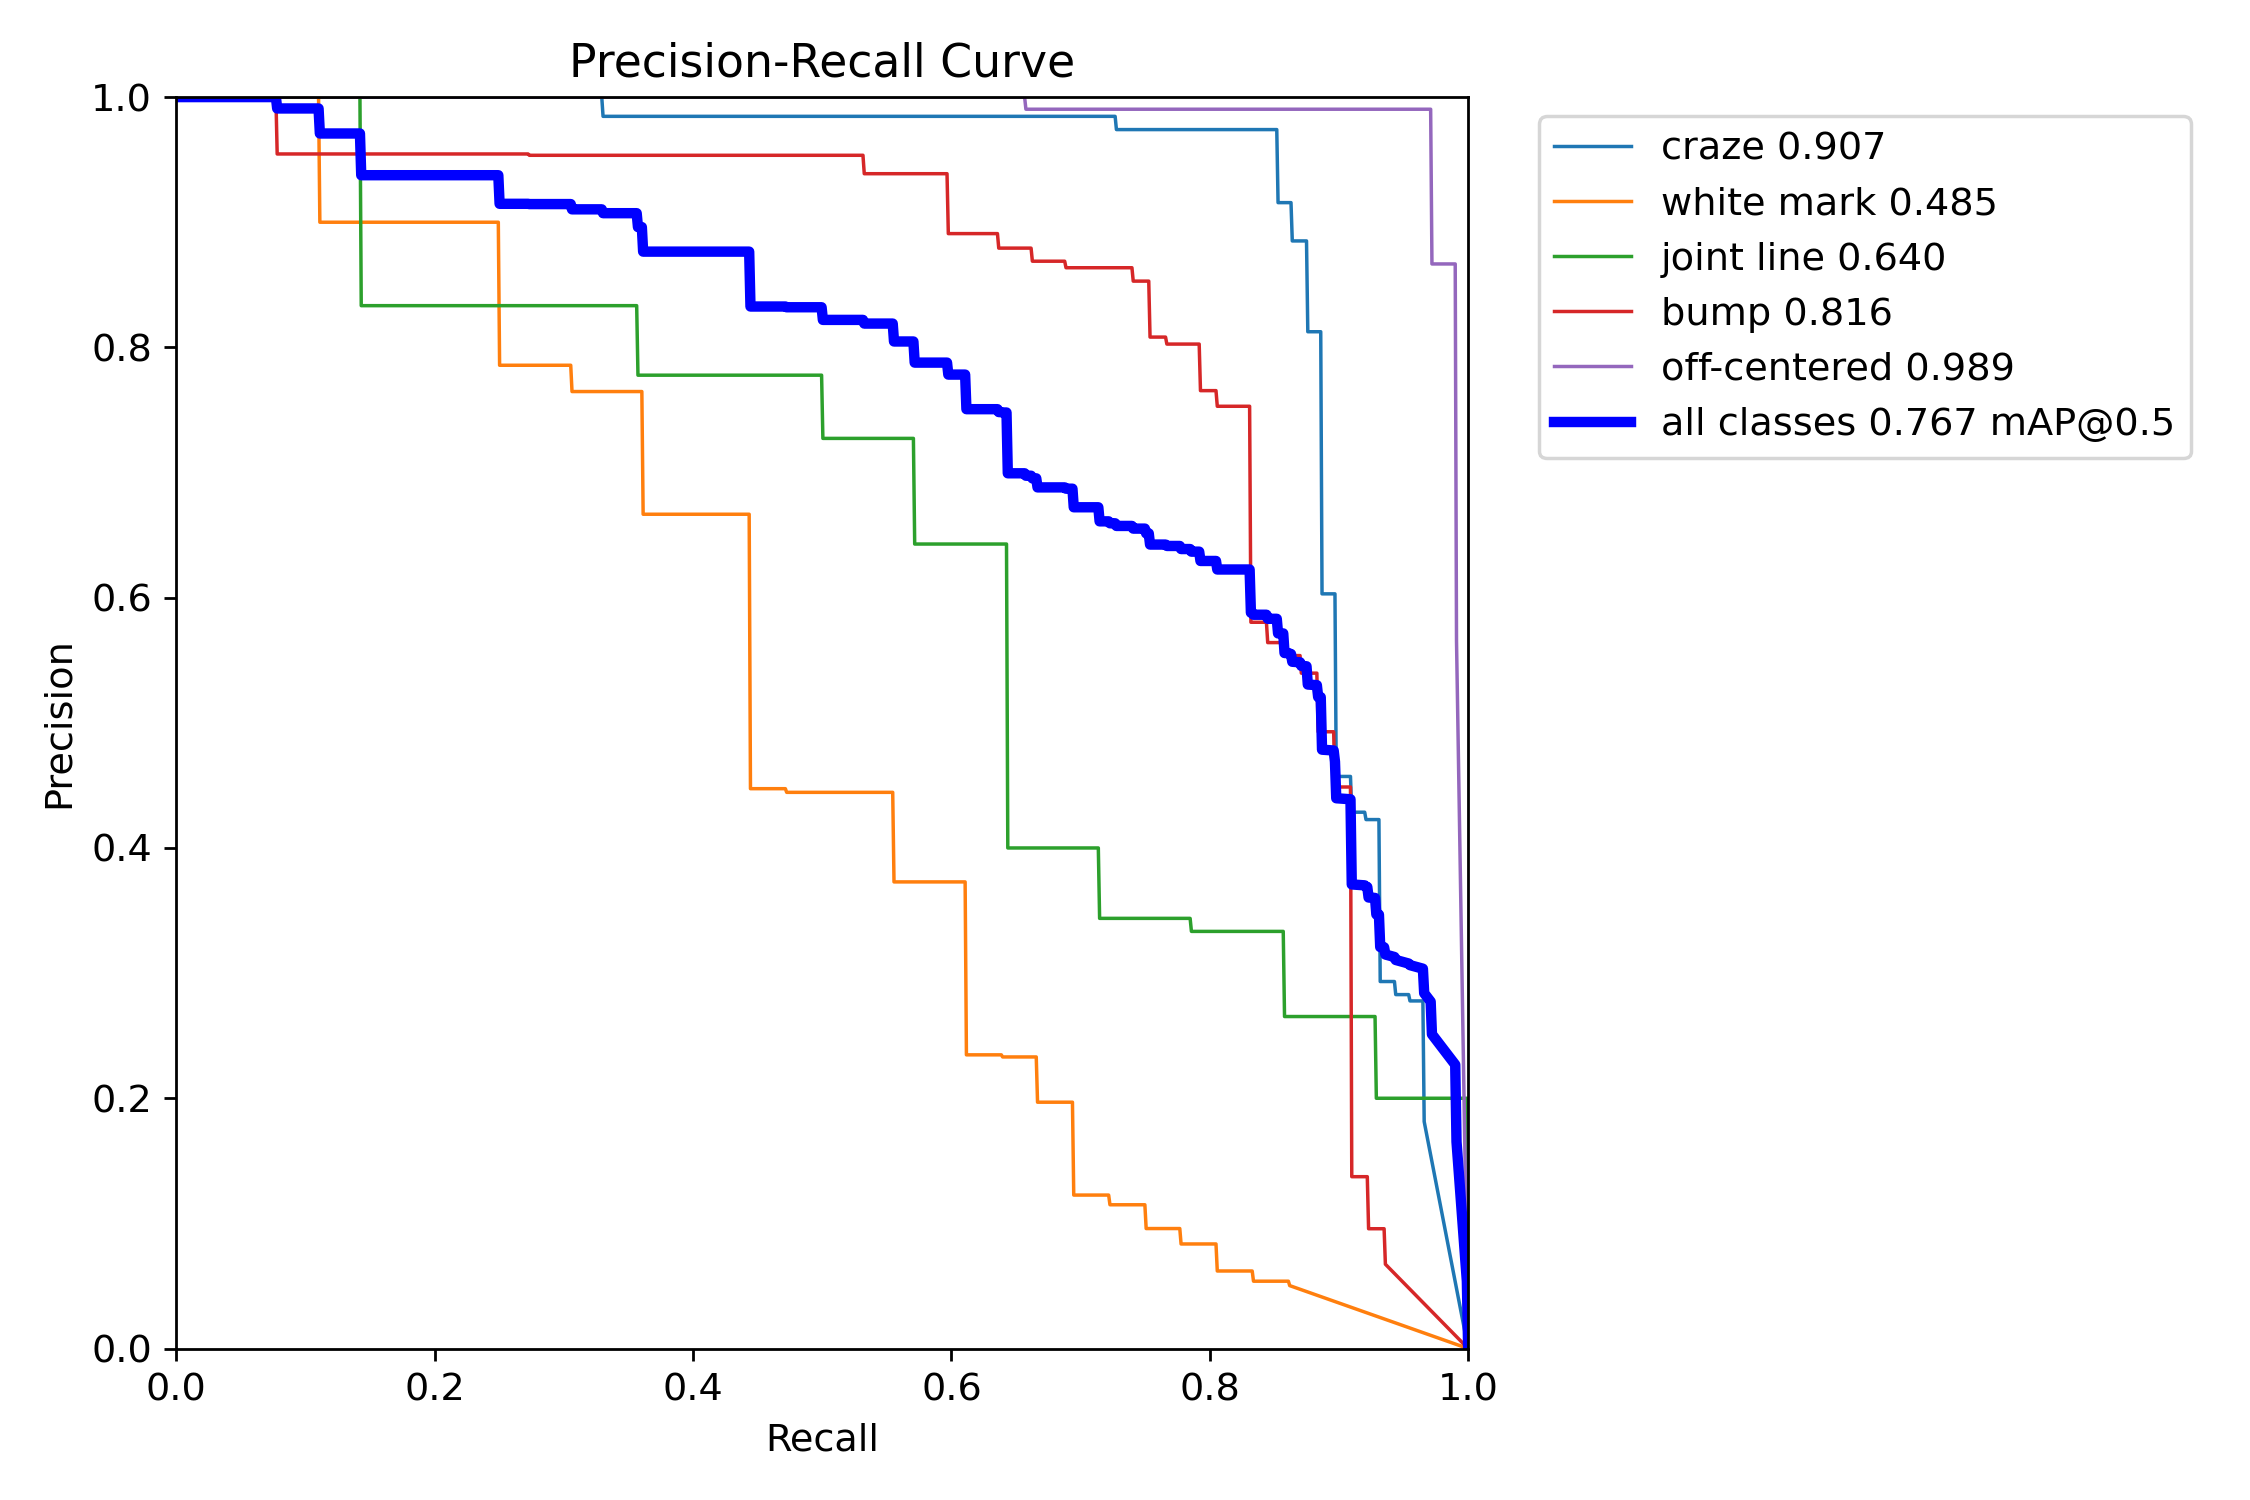 Precision-Recall Curve
1.0
0.8
0.6
0.4
0.2
0.0
Precision
0.0 0.2 0.4 0.6 0.8 1.0
Recall
craze 0.907
white mark 0.485
joint line 0.640
bump 0.816
off-centered 0.989
all classes 0.767 mAP@0.5